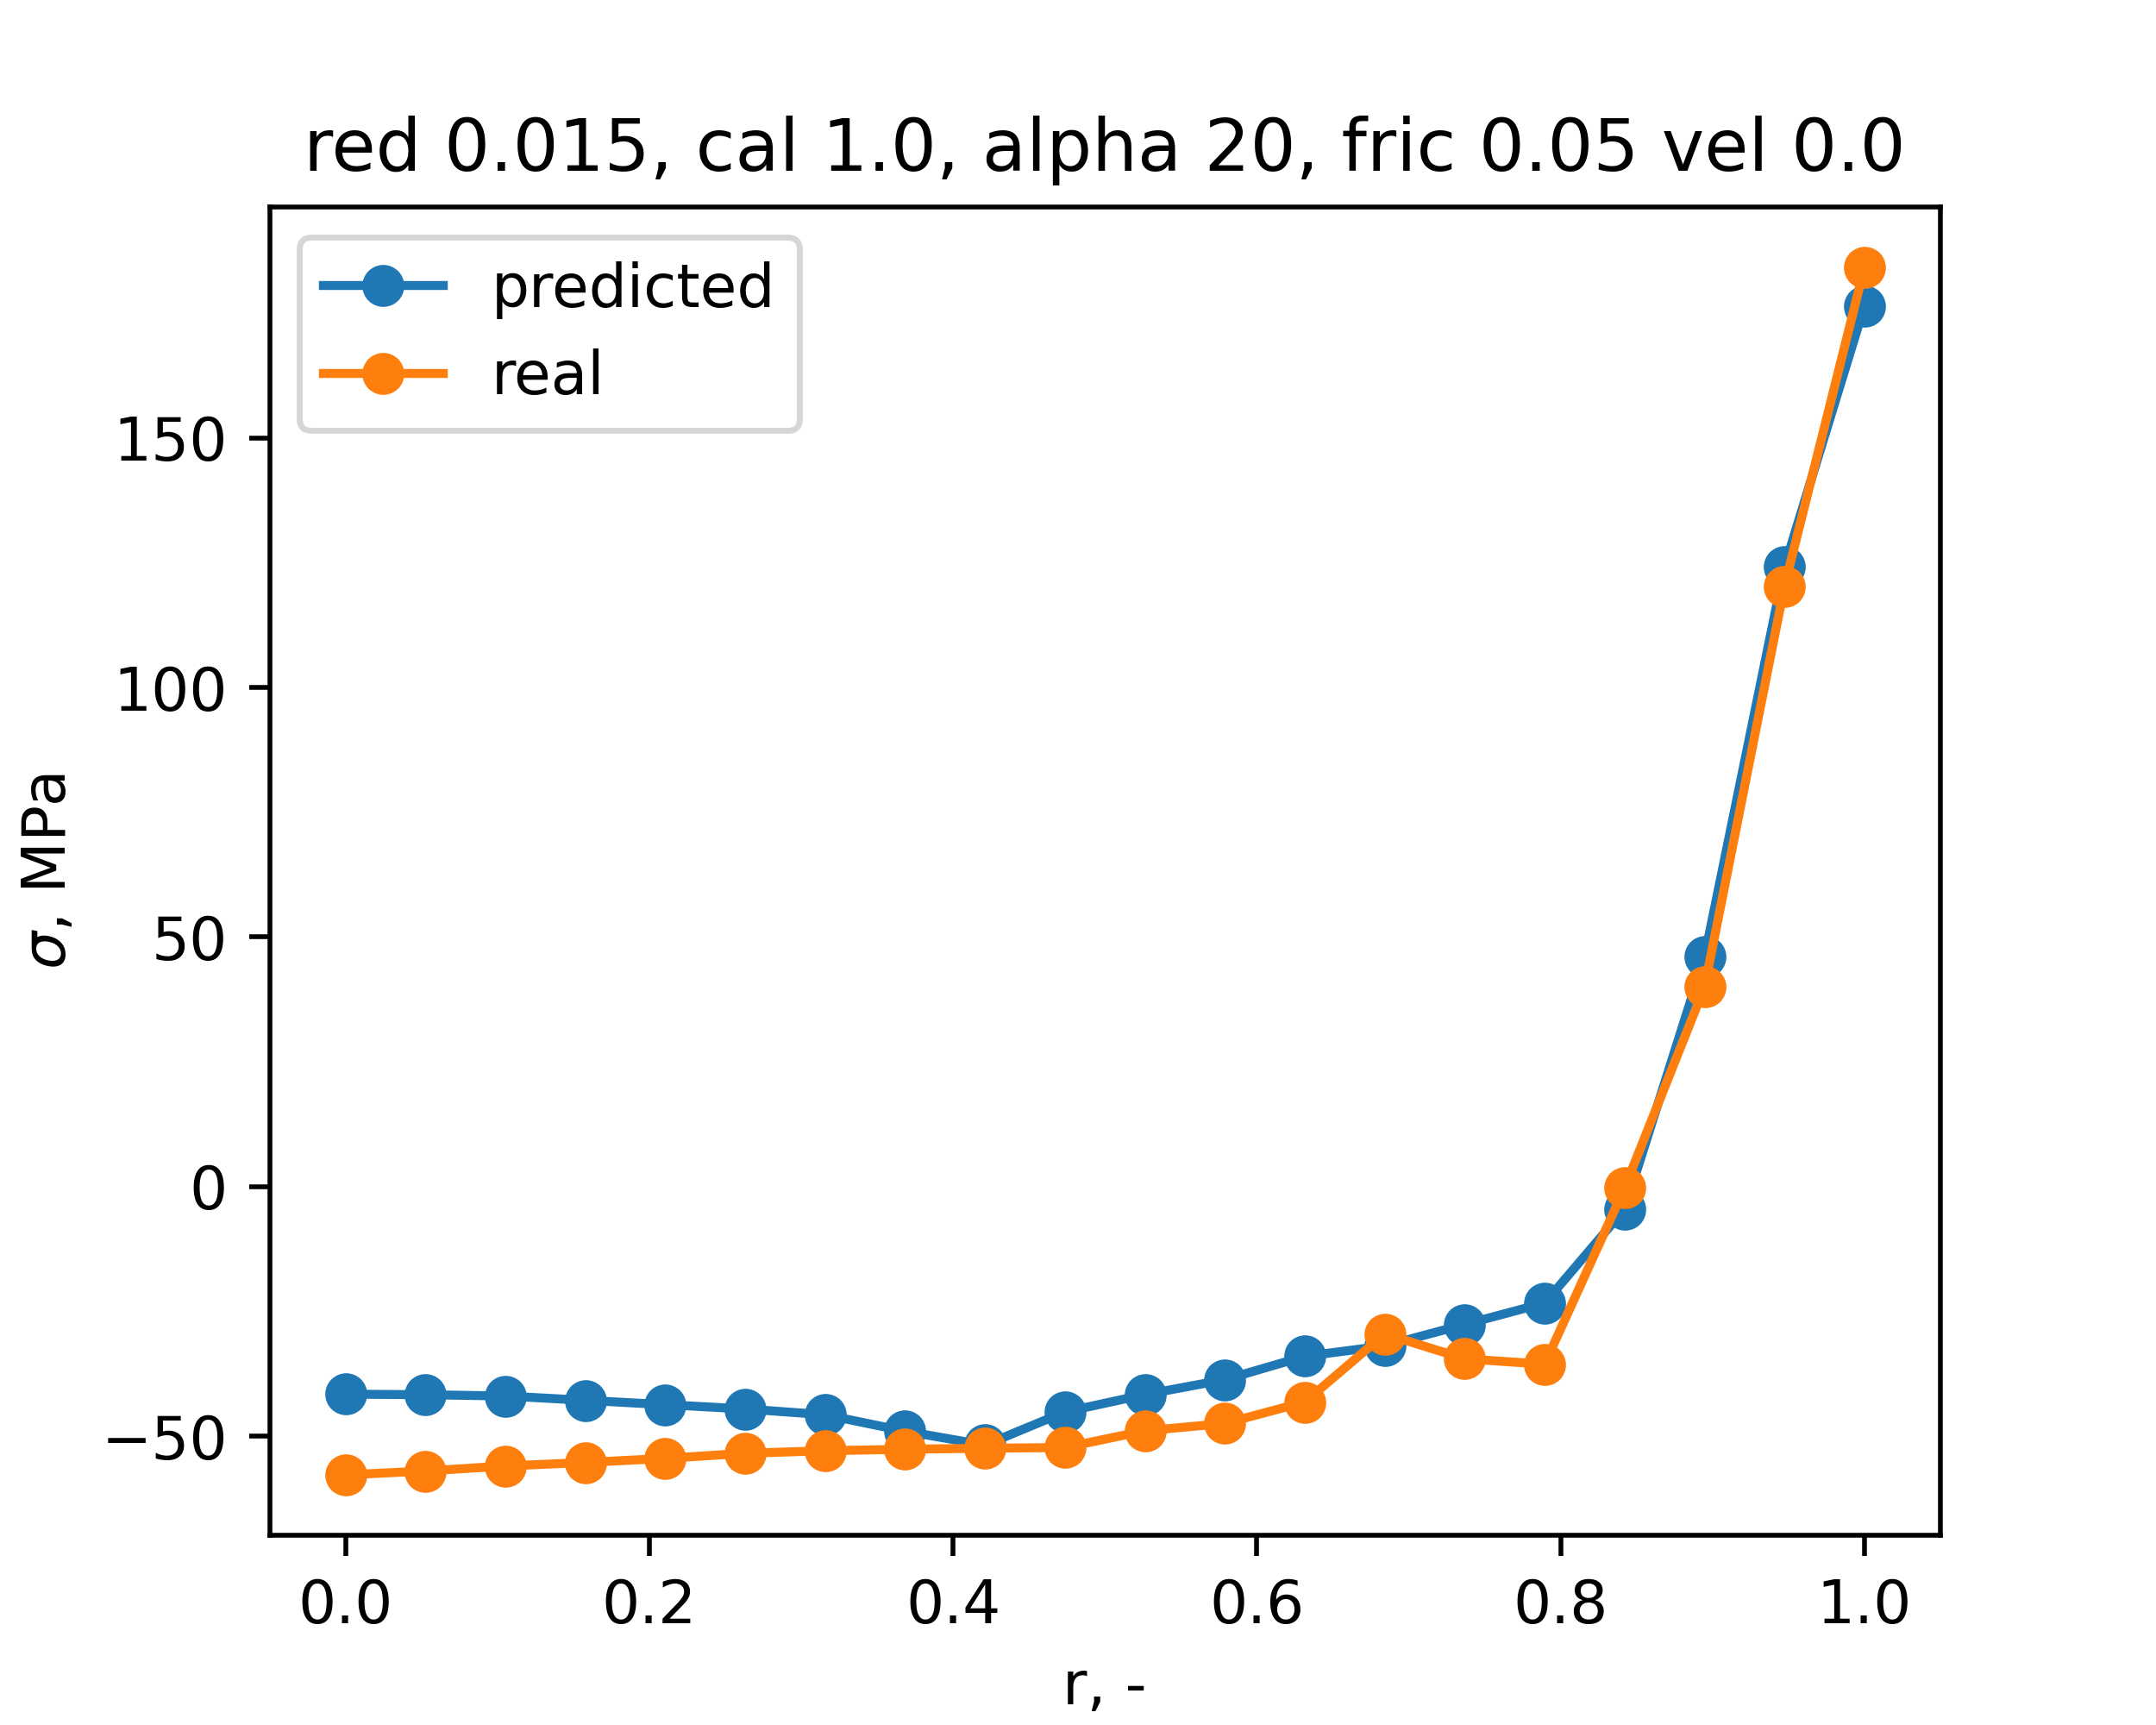 red 0.015, cal 1.0, alpha 20, fric 0.05 vel 0.0
predicted
real
150
100
50
0
−50
σ, MPa
0.0 0.2 0.4 0.6 0.8 1.0
r, -